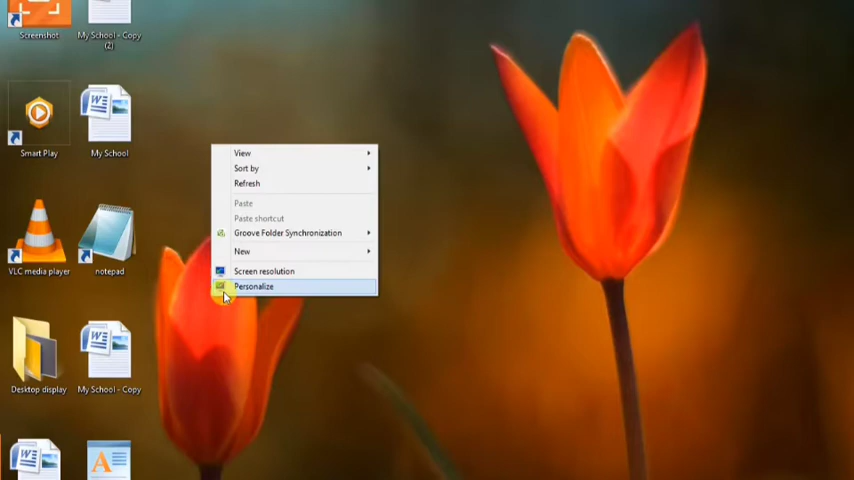 Screenshot
My School - Copy
(2)
Smart Play
My School
VLC media player
notepad
Desktop display
My School - Copy
View
Sort by
Refresh
Paste
Paste shortcut
Groove Folder Synchronization
New
Screen resolution
Personalize